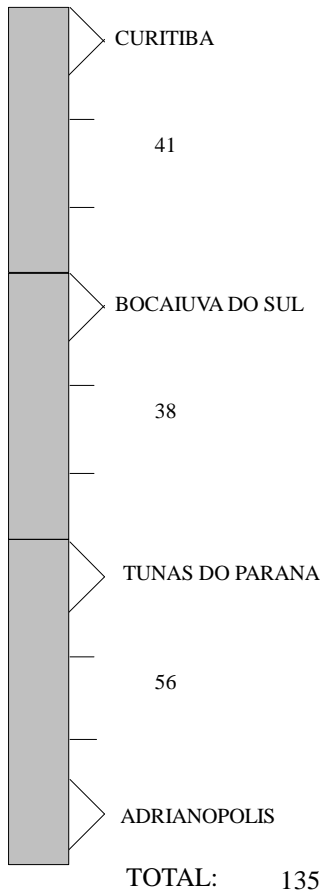 CURITIBA
41
BOCAIUVA DO SUL
38
TUNAS DO PARANA
56
ADRIANOPOLIS
TOTAL: 135